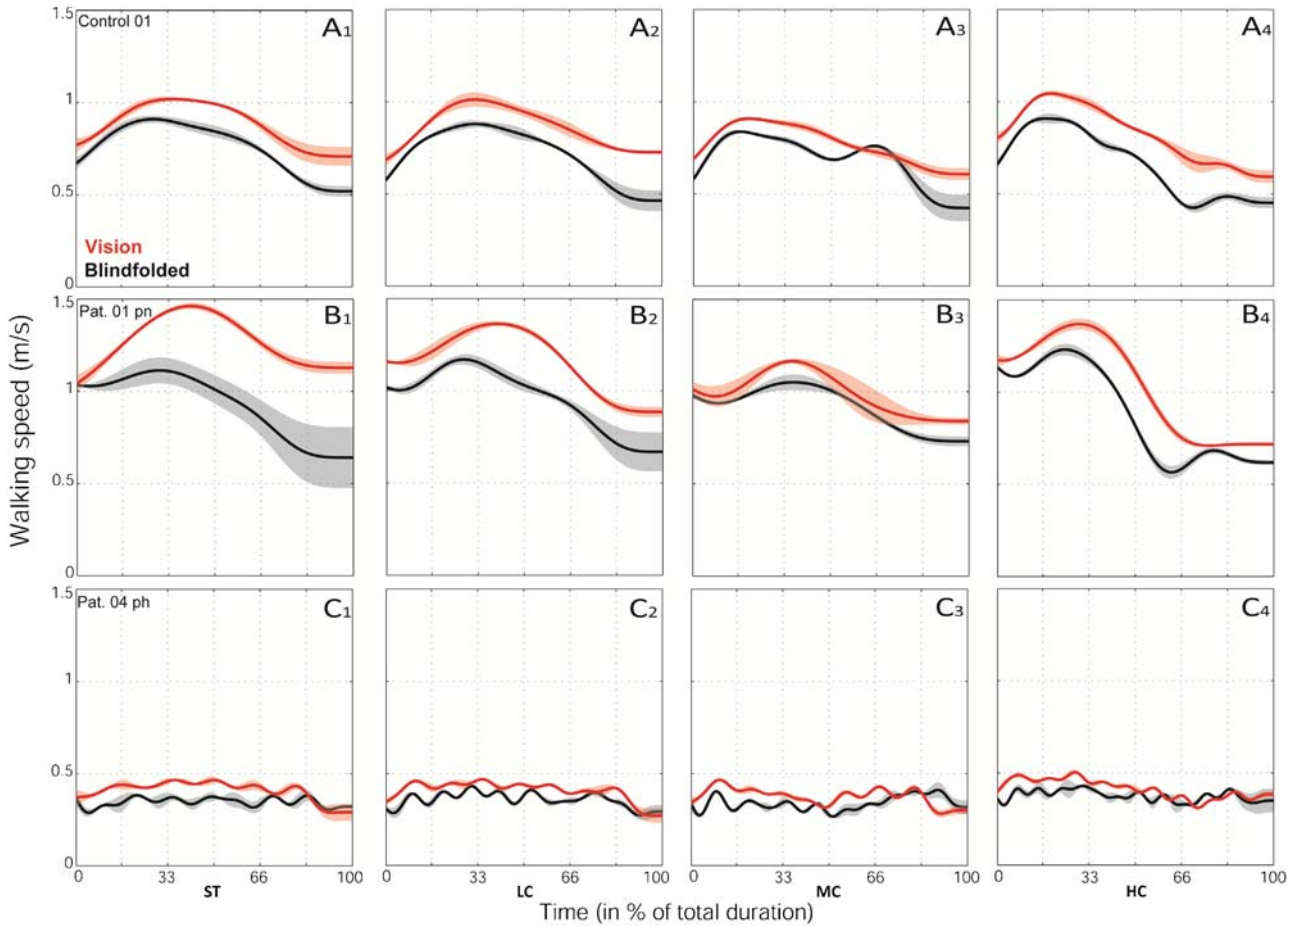 1.5
Control 01
A1
A2
A3
A4
1
0.5
Vision
Blindfolded
0
1.5
Pat. 01 pn
B1
B2
B3
B4
1
0.5
0
1.5
Pat. 04 ph
C1
C2
C3
C4
1
0.5
0
Walking speed (m/s)
0 33 66 100 0 33 66 100 0 33 66 100 0 33 66 100
ST LC MC HC
Time (in % of total duration)